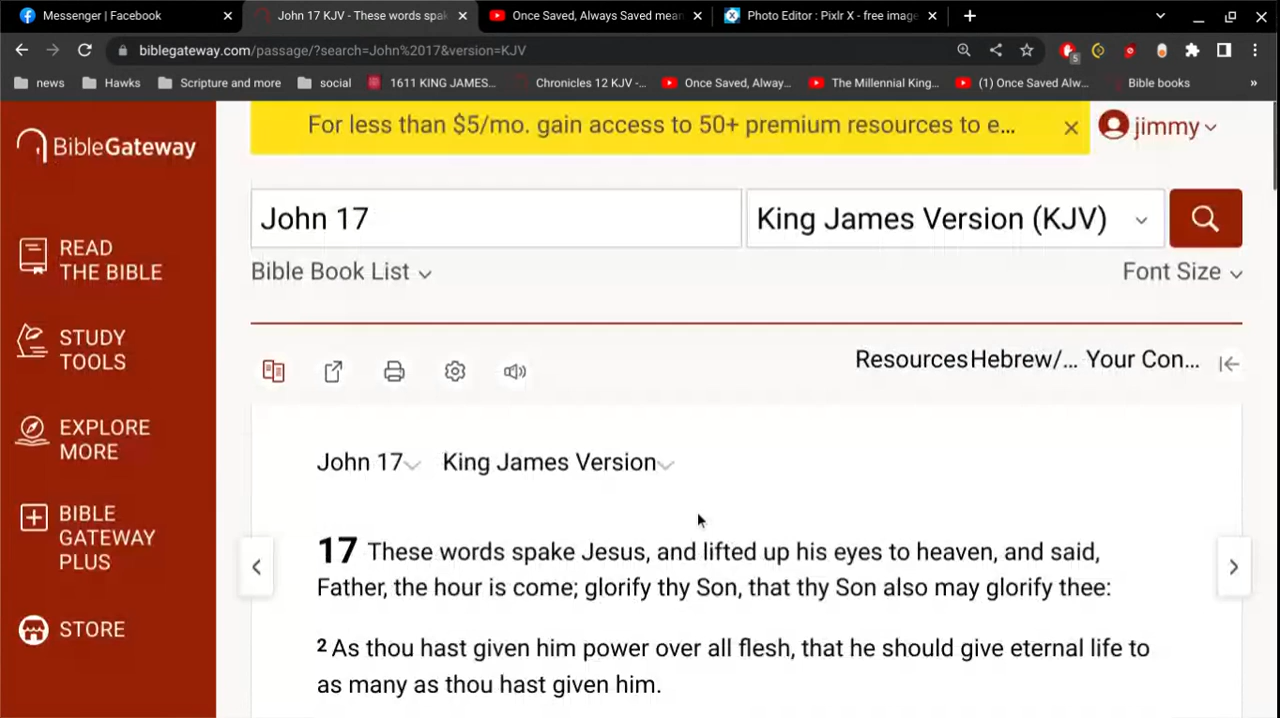 Messenger | Facebook
John 17 KJV - These words spak
Once Saved, Always Saved mean
Photo Editor : Pixlr X - free image
biblegateway.com/passage/?search=John%2017&version=KJV
5
news
Hawks
Scripture and more
social
1611 KING JAMES...
Chronicles 12 KJV -...
Once Saved, Alway...
The Millennial King...
(1) Once Saved Alw...
Bible books
»
BibleGateway
For less than $5/mo. gain access to 50+ premium resources to e...
jimmy
John 17
King James Version (KJV)
READ
THE BIBLE
Bible Book List
Font Size
STUDY
TOOLS
Resources Hebrew/... Your Con...
EXPLORE
MORE
John 17
King James Version
BIBLE
GATEWAY
PLUS
17 These words spake Jesus, and lifted up his eyes to heaven, and said,
Father, the hour is come; glorify thy Son, that thy Son also may glorify thee:
STORE
2 As thou hast given him power over all flesh, that he should give eternal life to
as many as thou hast given him.